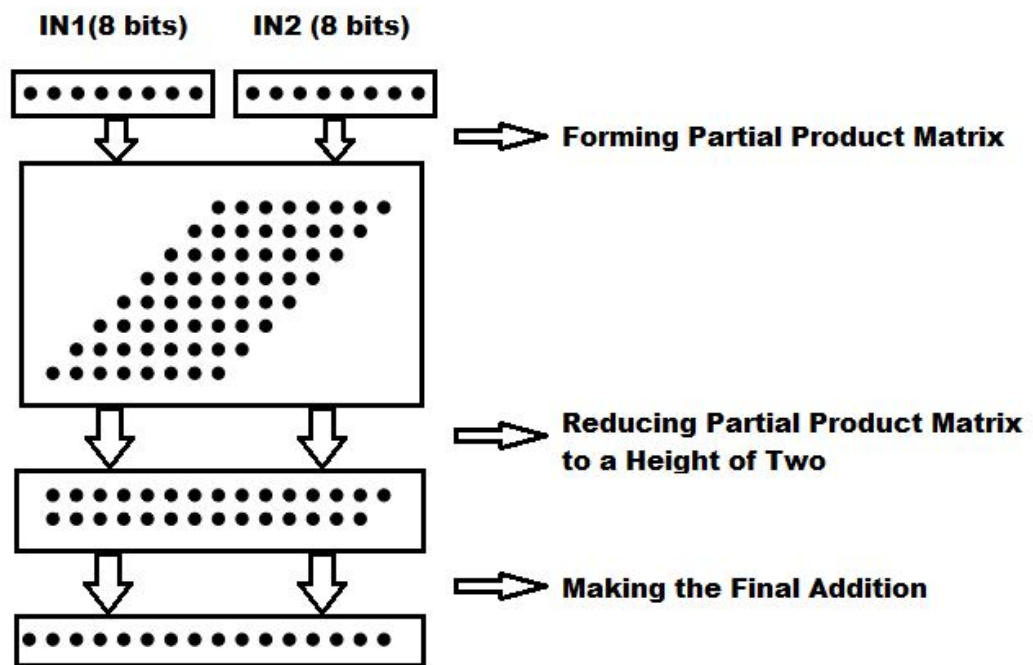 IN1(8 bits)
IN2 (8 bits)
Forming Partial Product Matrix
Reducing Partial Product Matrix
to a Height of Two
Making the Final Addition